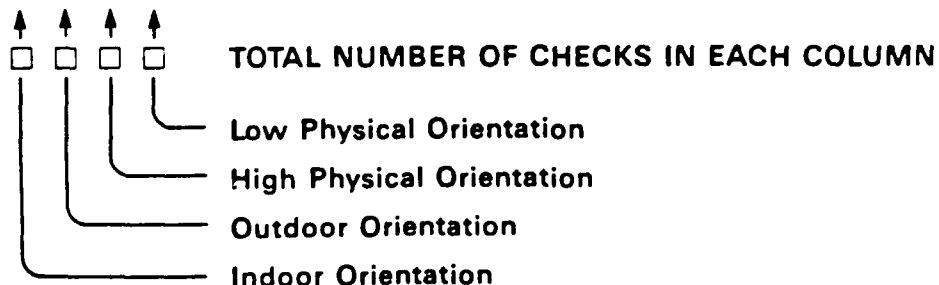 TOTAL NUMBER OF CHECKS IN EACH COLUMN
Low Physical Orientation
High Physical Orientation
Outdoor Orientation
Indoor Orientation